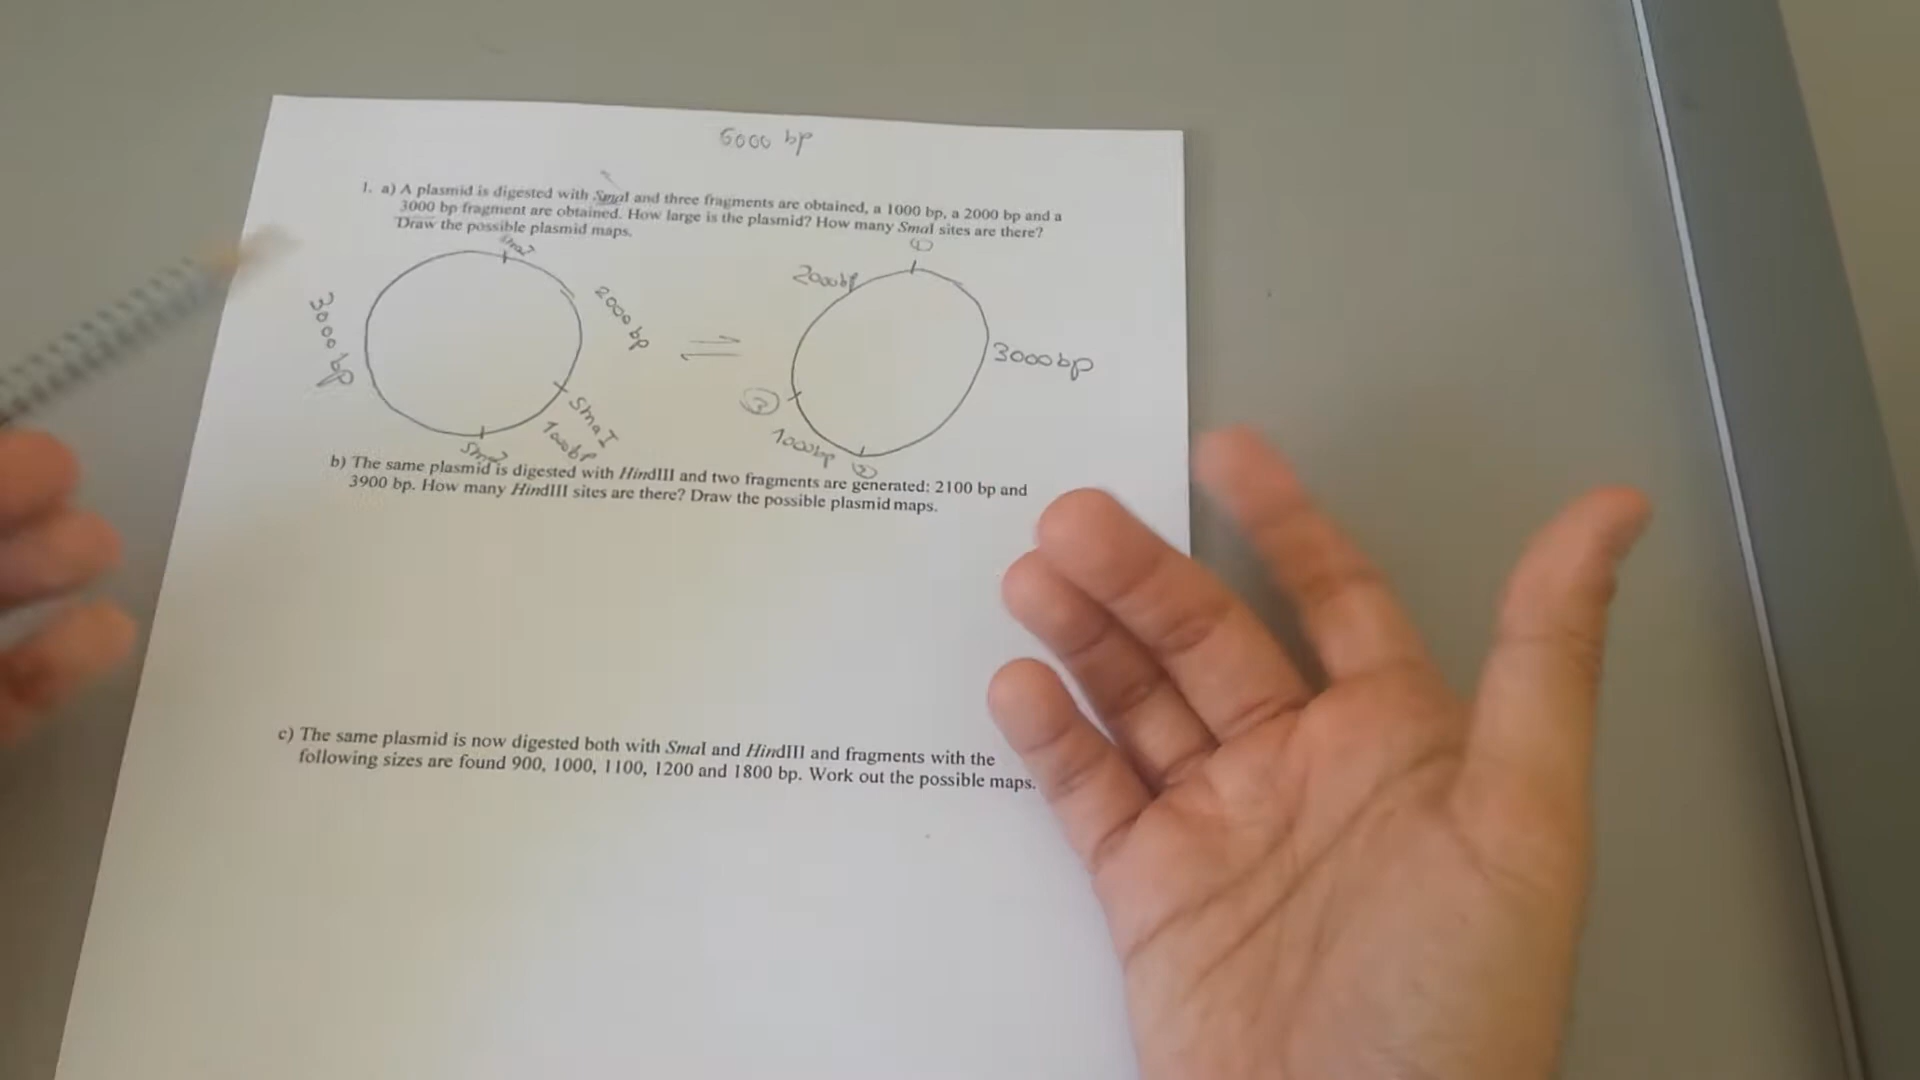 6000 bp
1. a) A plasmid is digested with SmaI and three fragments are obtained, a 1000 bp, a 2000 bp and a
3000 bp fragment are obtained. How large is the plasmid? How many SmaI sites are there?
Draw the possible plasmid maps.
SmaI
①
2000bp
2000 bp
3000 bp
3000bp
③
SmaI
1000bp
1000bp
②
SmaI
b) The same plasmid is digested with HindIII and two fragments are generated: 2100 bp and
3900 bp. How many HindIII sites are there? Draw the possible plasmid maps.
c) The same plasmid is now digested both with SmaI and HindIII and fragments with the
following sizes are found 900, 1000, 1100, 1200 and 1800 bp. Work out the possible maps.